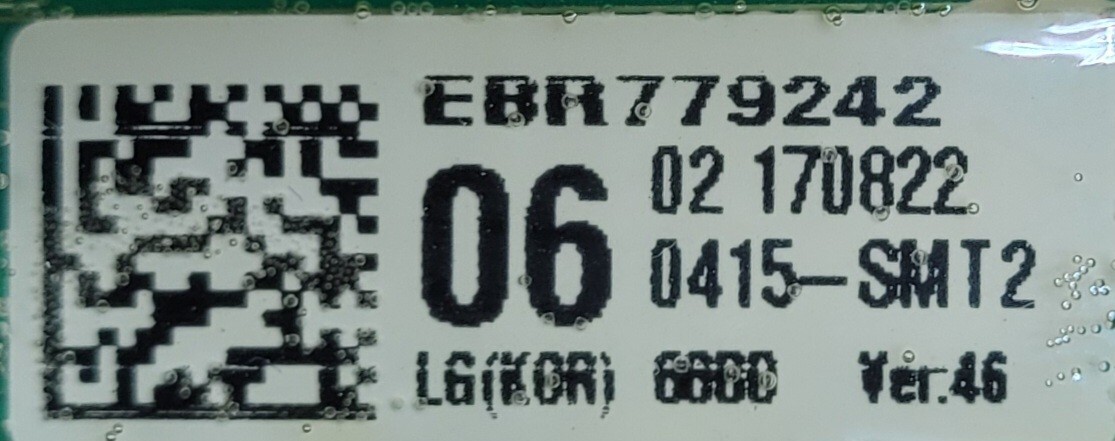 EBR779242
06
02 170822
0415-SMT2
LG(KOR) Ver.46